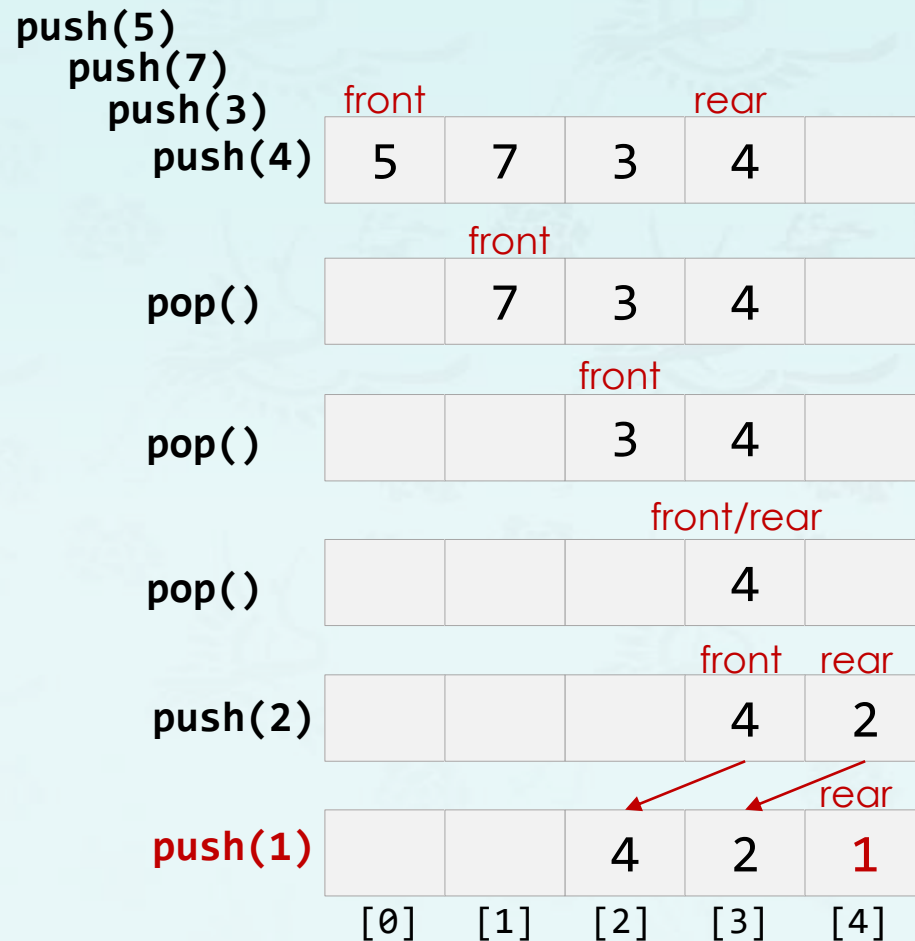 push(5)
push(7)
push(3)
front rear
push(4) 5 7 3 4
front
pop() 7 3 4
front
pop() 3 4
front/rear
pop() 4
front rear
push(2) 4 2
rear
push(1) 4 2 1
[0] [1] [2] [3] [4]